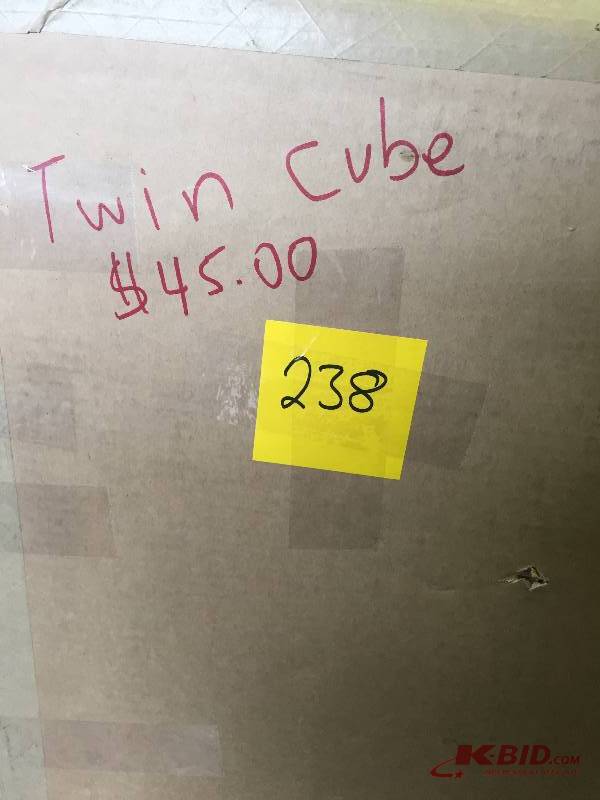 Twin Cube
$45.00
238
K-BID.COM